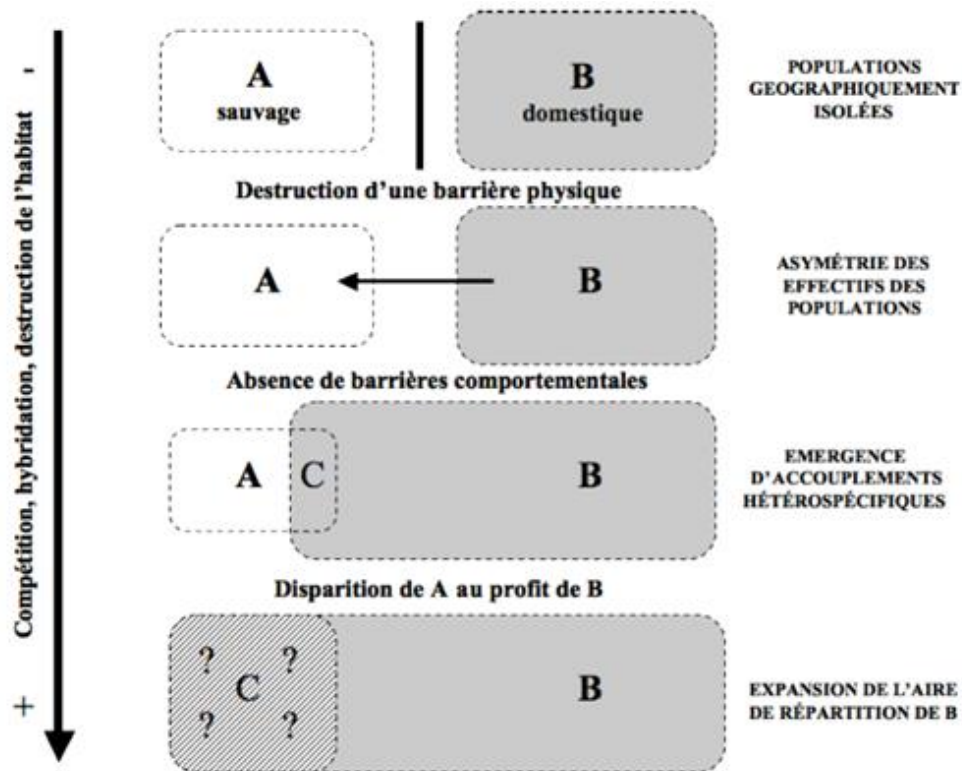 Compétition, hybridation, destruction de l'habitat
-
+
A
sauvage
B
domestique
POPULATIONS
GEOGRAPHIQUEMENT
ISOLÉES
Destruction d'une barrière physique
A
B
ASYMÉTRIE DES
EFFECTIFS DES
POPULATIONS
Absence de barrières comportementales
A
C
B
EMERGENCE
D'ACCOUPLEMENTS
HÉTÉROSPÉCIFIQUES
Disparition de A au profit de B
? ?
C
? ?
B
EXPANSION DE L'AIRE
DE RÉPARTITION DE B